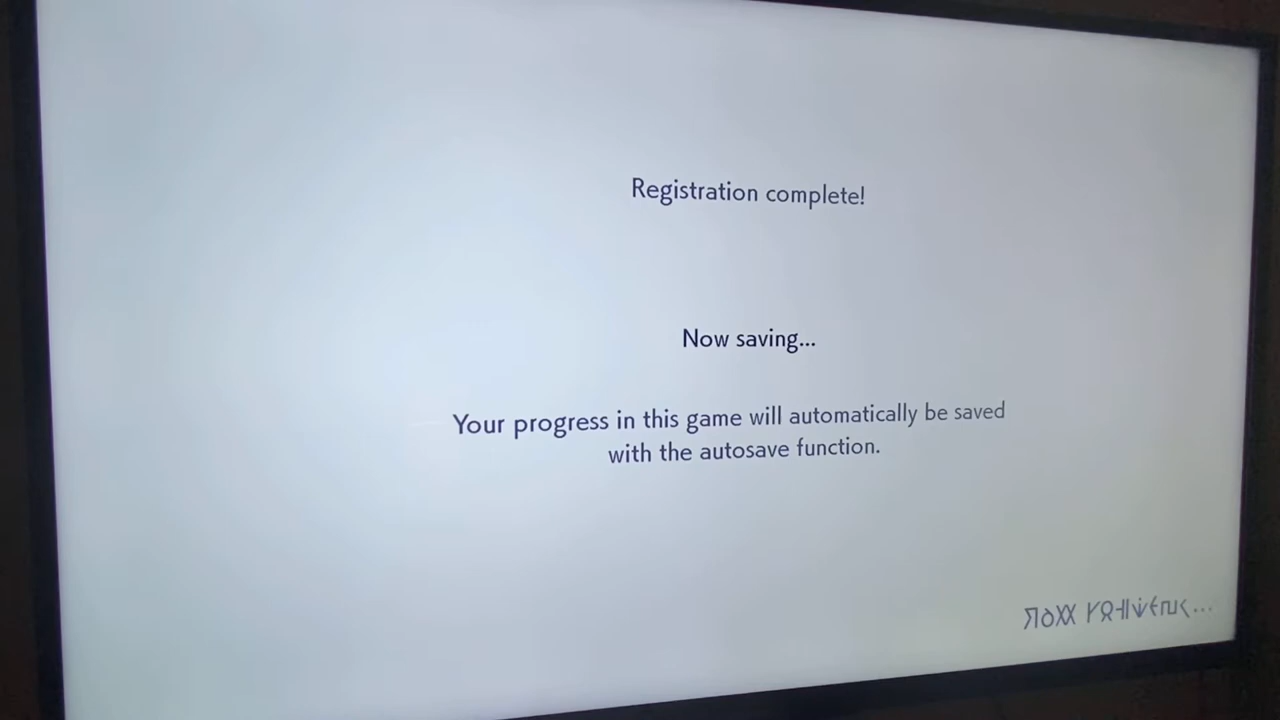 Registration complete!
Now saving...
Your progress in this game will automatically be saved
with the autosave function.